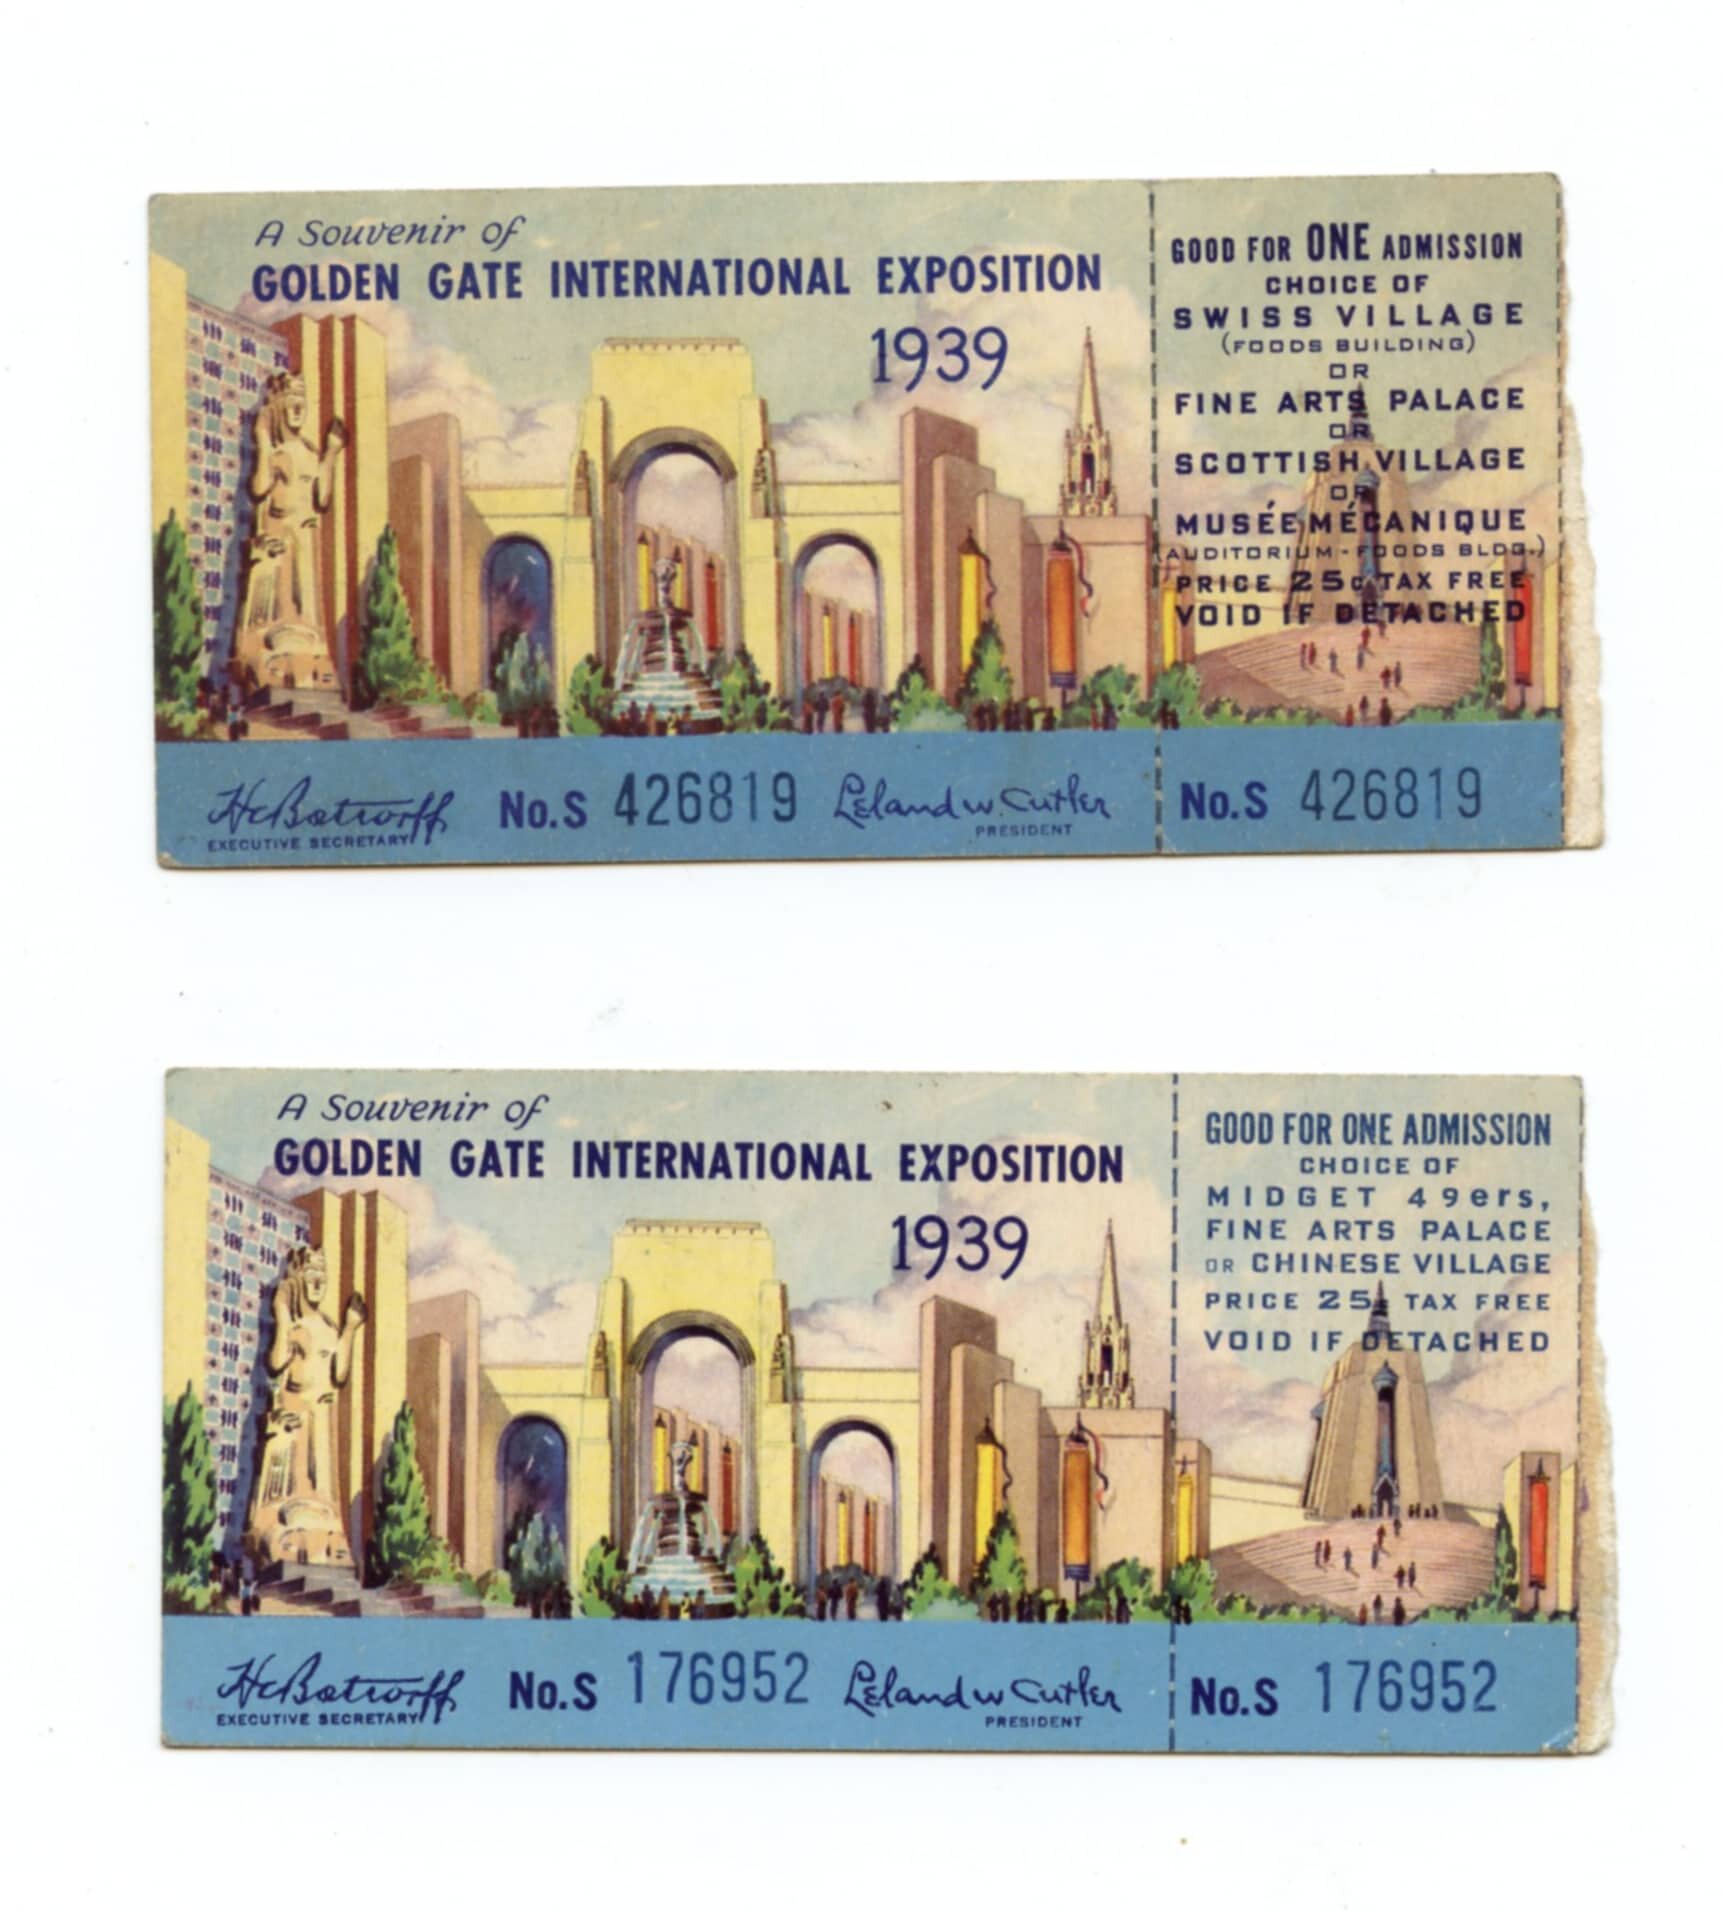 A Souvenir of
GOLDEN GATE INTERNATIONAL EXPOSITION
1939
HcBotttorff
EXECUTIVE SECRETARY
No.S 426819
Leland W. Cutler
PRESIDENT
GOOD FOR ONE ADMISSION
CHOICE OF
SWISS VILLAGE
(FOODS BUILDING)
OR
FINE ARTS PALACE
OR
SCOTTISH VILLAGE
OR
MUSÉE MÉCANIQUE
(AUDITORIUM - FOODS BLDG.)
PRICE 25c TAX FREE
VOID IF DETACHED
No.S 426819
A Souvenir of
GOLDEN GATE INTERNATIONAL EXPOSITION
1939
EXECUTIVE SECRETARY
No.S 176952
Leland W. Cutler
PRESIDENT
GOOD FOR ONE ADMISSION
CHOICE OF
MIDGET 49ers,
FINE ARTS PALACE
OR CHINESE VILLAGE
PRICE 25¢ TAX FREE
VOID IF DETACHED
No.S 176952